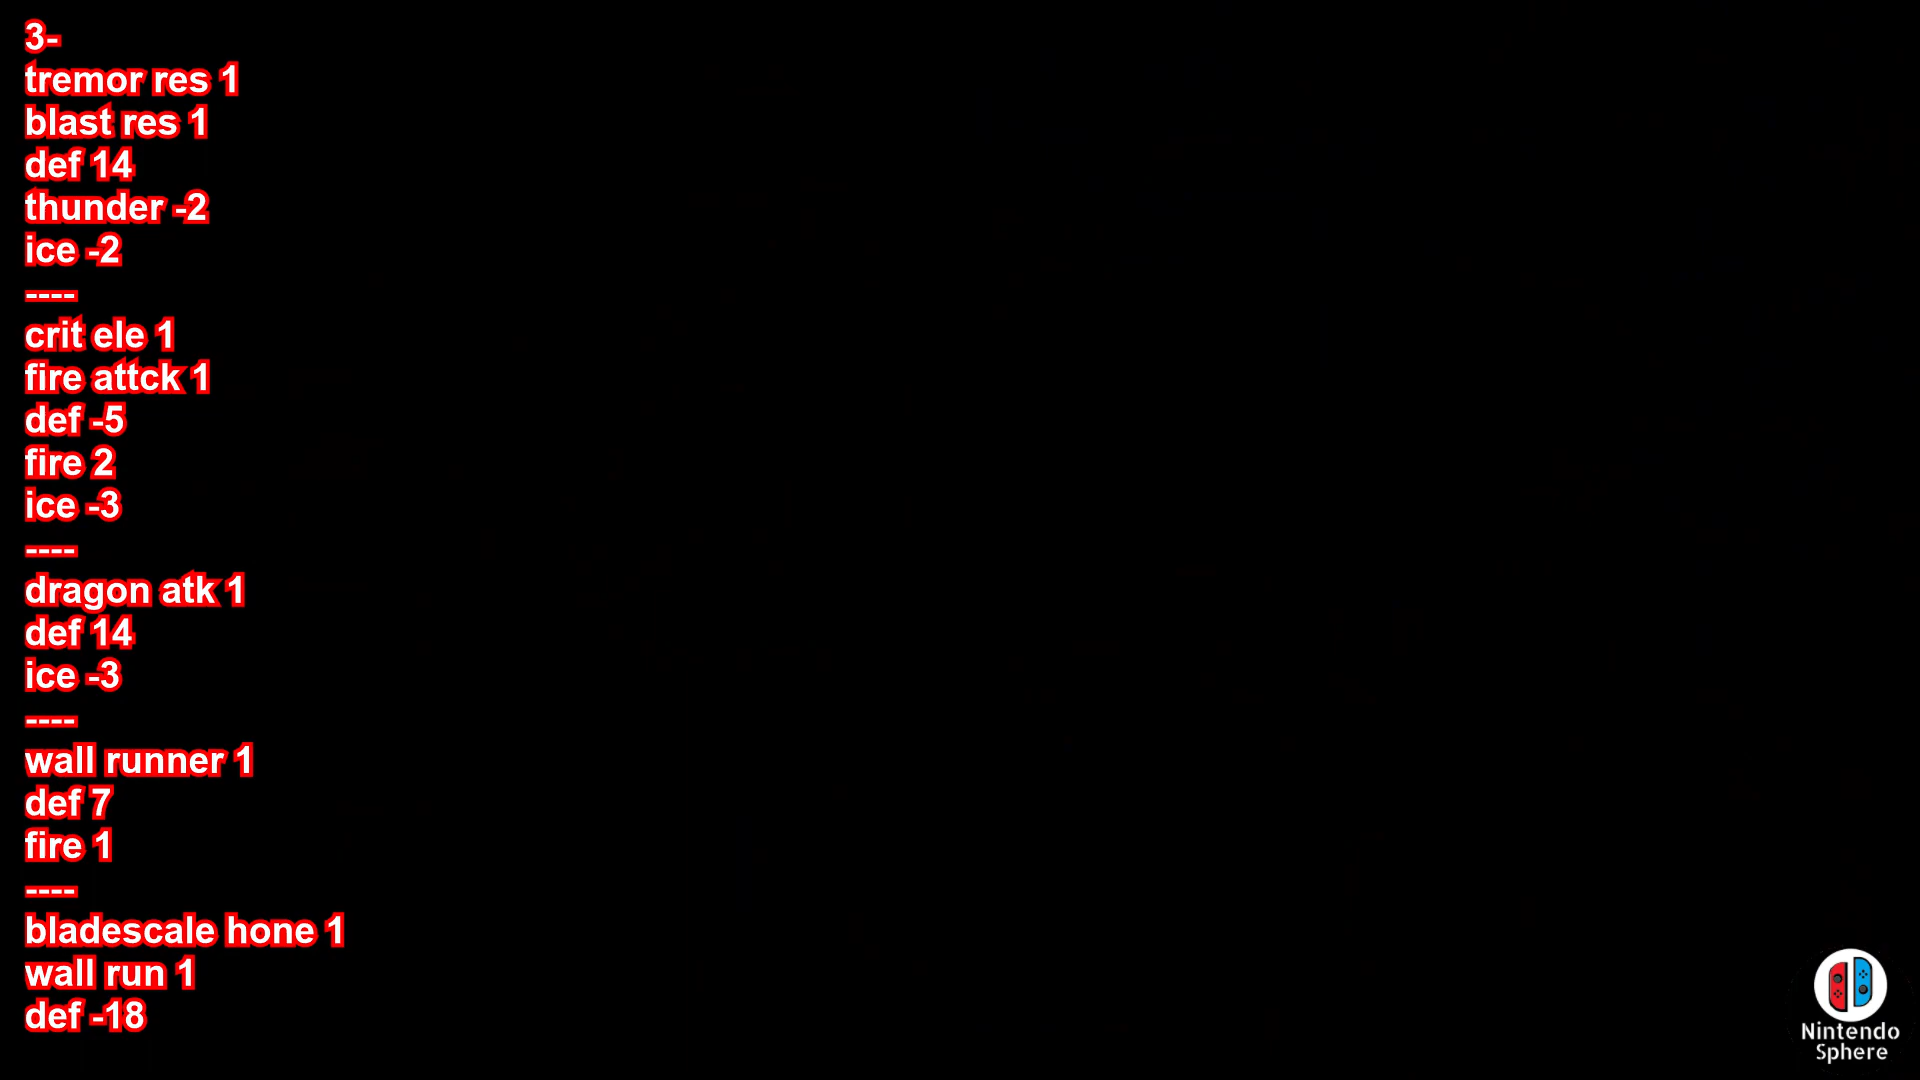 3-
tremor res 1
blast res 1
def 14
thunder -2
ice -2
----
crit ele 1
fire attck 1
def -5
fire 2
ice -3
----
dragon atk 1
def 14
ice -3
----
wall runner 1
def 7
fire 1
----
bladescale hone 1
wall run 1
def -18
Nintendo
Sphere